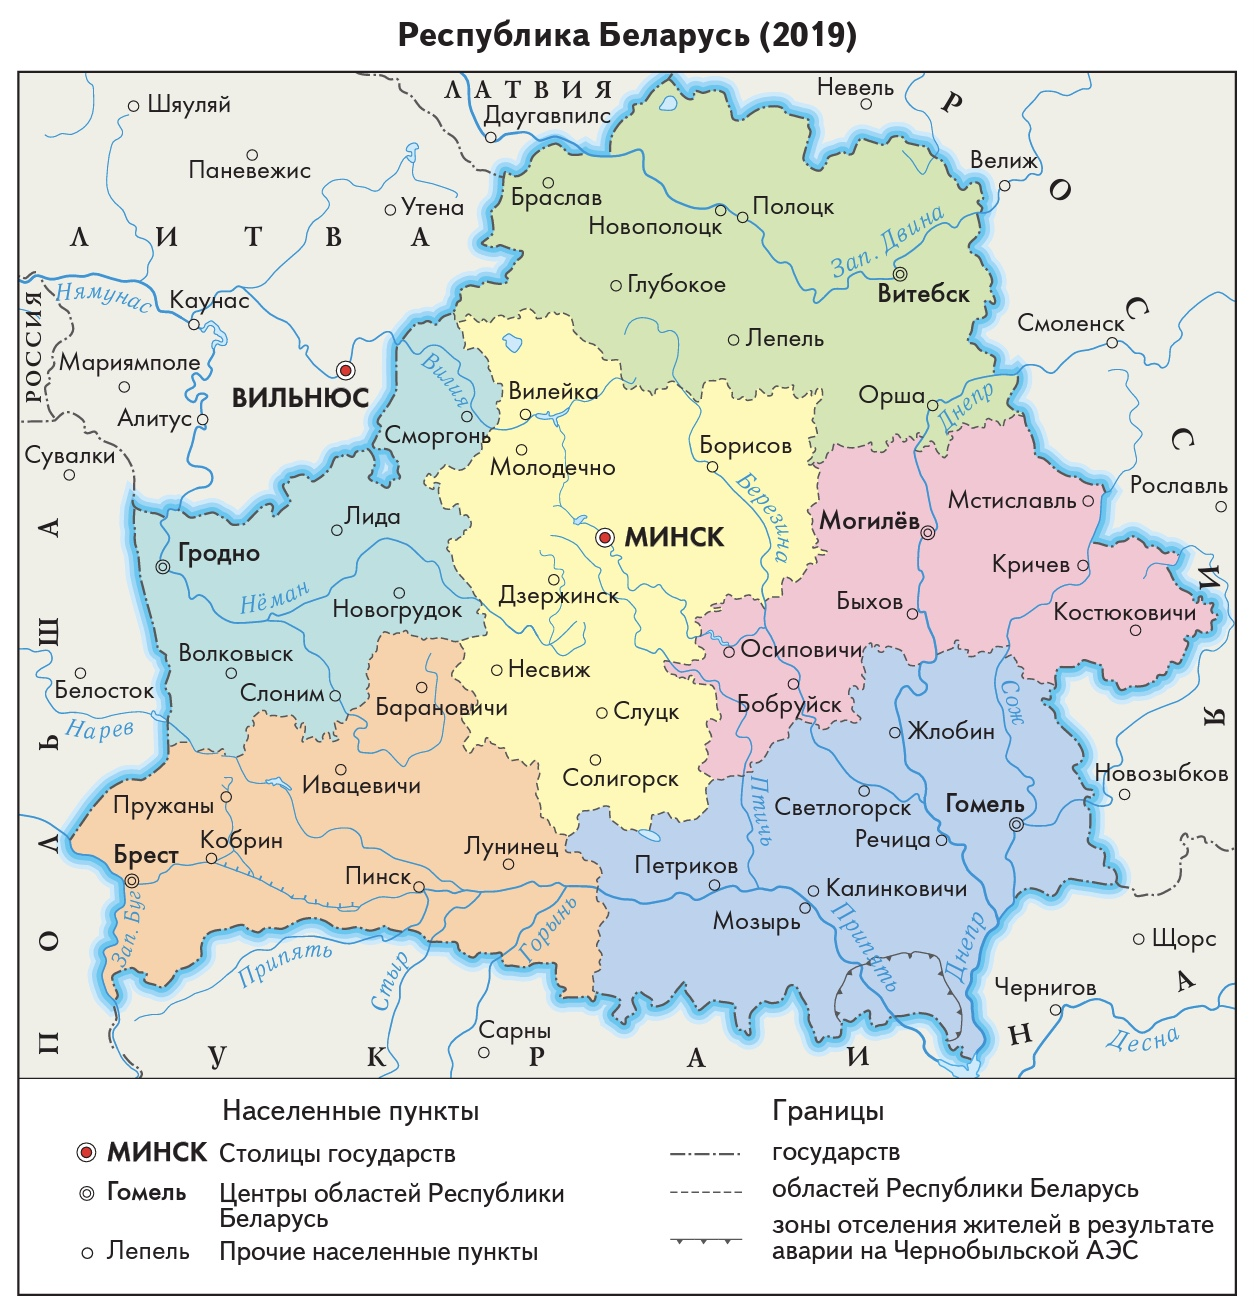 Республика Беларусь (2019)
ЛАТВИЯ
Невель
Р
Шяуляй
Даугавпилс
Паневежис
Велиж
О
Браслав
Утена
Полоцк
Новополоцк
ЛИТВА
Зап. Двина
Витебск
Глубокое
Нямунас
Каунас
РОССИЯ
С
Смоленск
Лепель
Мариямполе
Вилия
ВИЛЬНЮС
Вилейка
Орша
Днепр
Алитус
Сморгонь
С
Борисов
Сувалки
Молодечно
Березина
Рославль
Мстиславль
А
Лида
Могилёв
МИНСК
Гродно
Кричев
И
Нёман
Дзержинск
Новогрудок
Быхов
Костюковичи
Ш
Осиповичи
Волковыск
Несвиж
Белосток
Слоним
Барановичи
Слуцк
Бобруйск
Сож
Я
Нарев
Ь
Жлобин
Новозыбков
Ивацевичи
Солигорск
Птичь
Пружаны
Светлогорск
Гомель
Л
Кобрин
Лунинец
Речица
Брест
Петриков
Пинск
Калинковичи
Мозырь
Зап. Буг
Горынь
Припять
Днепр
О
Щорс
Припять
Стыр
Чернигов
Сарны
Десна
П
УКРАИНА
Населенные пункты
МИНСК Столицы государств
Гомель Центры областей Республики
Беларусь
Лепель Прочие населенные пункты
Границы
государств
областей Республики Беларусь
зоны отселения жителей в результате
аварии на Чернобыльской АЭС